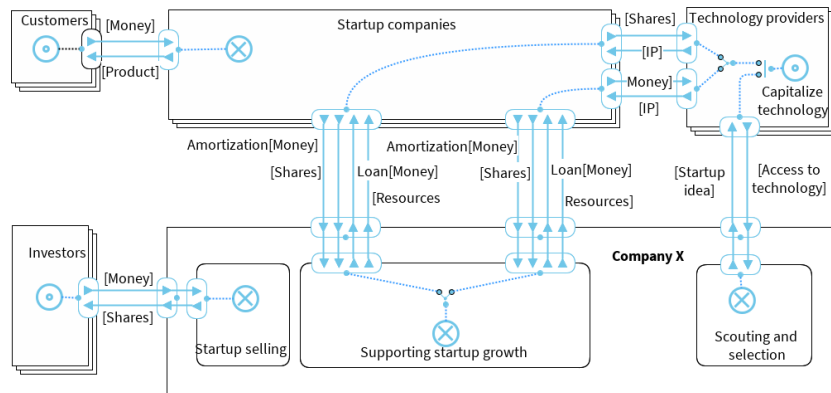 Customers
[Money]
[Product]
Startup companies
[Shares]
[IP]
Money]
[IP]
Technology providers
Capitalize
technology
Amortization[Money]
[Shares]
Loan[Money]
[Resources
Amortization[Money]
[Shares]
Loan[Money]
Resources]
[Startup
idea]
[Access to
technology]
Investors
[Money]
[Shares]
Company X
Startup selling
Supporting startup growth
Scouting and
selection